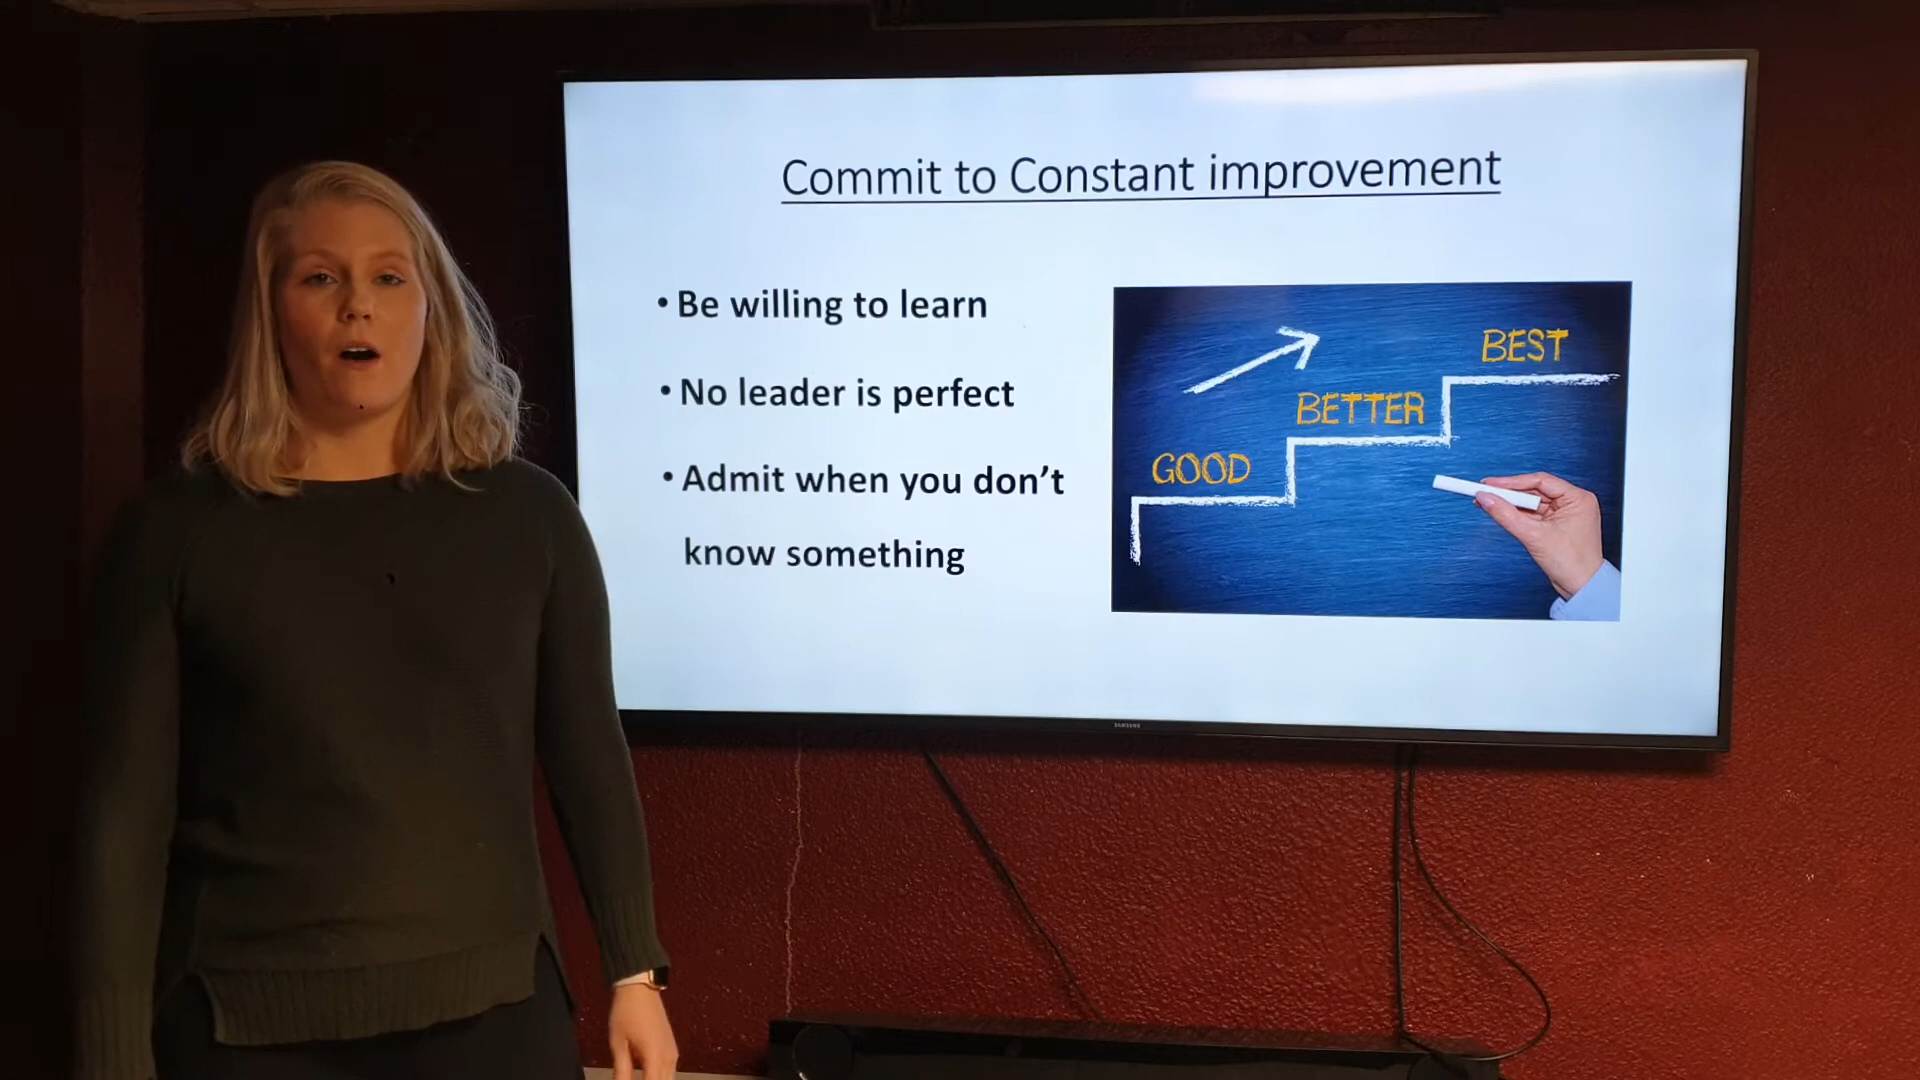 Commit to Constant improvement
• Be willing to learn
• No leader is perfect
• Admit when you don’t
know something
BEST
BETTER
GOOD
SAMSUNG